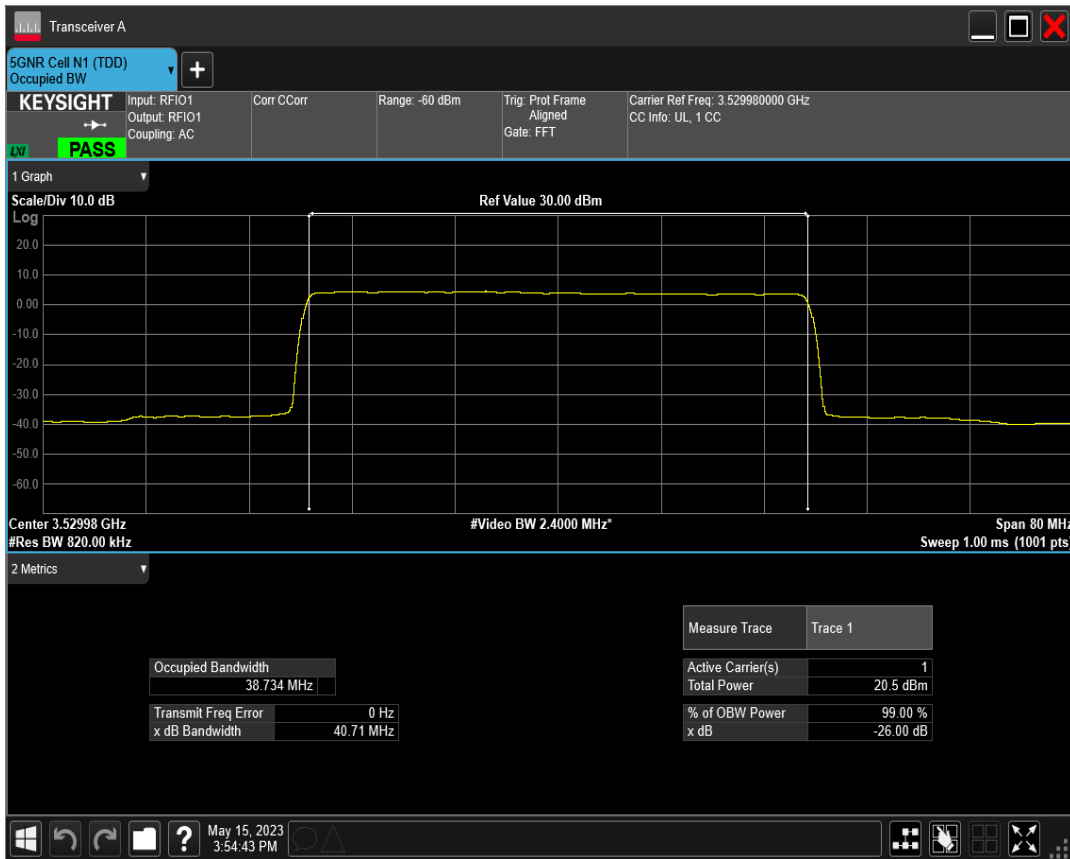 Transceiver A
5GNR Cell N1 (TDD)
Occupied BW
+
KEYSIGHT
LXI
PASS
Input: RFIO1
Output: RFIO1
Coupling: AC
Corr CCorr
Range: -60 dBm
Trig: Prot Frame
Aligned
Gate: FFT
Carrier Ref Freq: 3.529980000 GHz
CC Info: UL, 1 CC
1 Graph
Scale/Div 10.0 dB
Ref Value 30.00 dBm
Log
20.0
10.0
0.00
-10.0
-20.0
-30.0
-40.0
-50.0
-60.0
Center 3.52998 GHz
#Video BW 2.4000 MHz*
Span 80 MHz
#Res BW 820.00 kHz
Sweep 1.00 ms (1001 pts)
2 Metrics
Measure Trace Trace 1
Occupied Bandwidth
38.734 MHz
Active Carrier(s) 1
Total Power 20.5 dBm
Transmit Freq Error 0 Hz
x dB Bandwidth 40.71 MHz
% of OBW Power 99.00 %
x dB -26.00 dB
?
May 15, 2023
3:54:43 PM